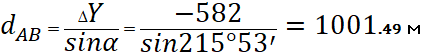 d_AB = ΔY / sinα = −582 / sin215°53′ = 1001.49 м